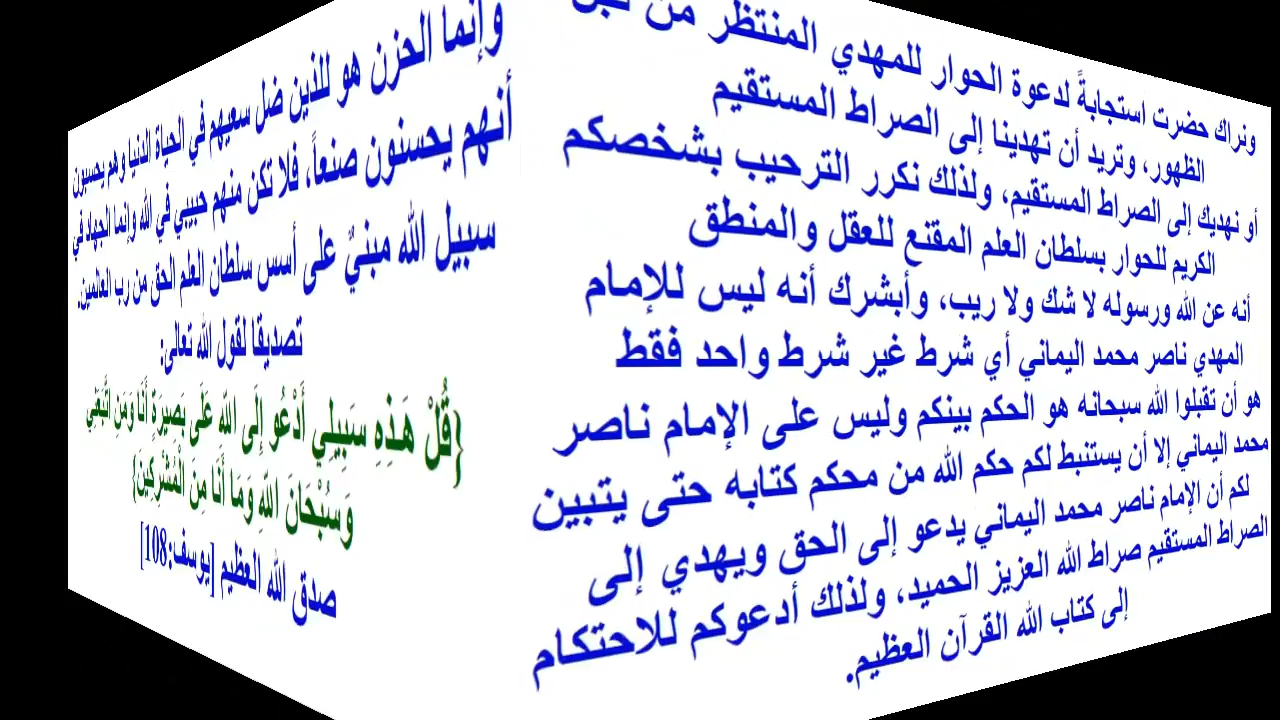 ونراك حضرت استجابةً لدعوة الحوار للمهدي المنتظر من قبل
الظهور، وتريد أن تهدينا إلى الصراط المستقيم
أو نهديك إلى الصراط المستقيم، ولذلك نكرر الترحيب بشخصكم
الكريم للحوار بسلطان العلم المقنع للعقل والمنطق
أنه عن الله ورسوله لا شك ولا ريب، وأبشرك أنه ليس للإمام
المهدي ناصر محمد اليماني أي شرط غير شرط واحد فقط
هو أن تقبلوا الله سبحانه هو الحكم بينكم وليس على الإمام ناصر
محمد اليماني إلا أن يستنبط لكم حكم الله من محكم كتابه حتى يتبين
لكم أن الإمام ناصر محمد اليماني يدعو إلى الحق ويهدي إلى
الصراط المستقيم صراط الله العزيز الحميد، ولذلك أدعوكم للاحتكام
إلى كتاب الله القرآن العظيم.
وإنما الحزن هو للذين ضل سعيهم في الحياة الدنيا وهم يحسبون
أنهم يحسنون صنعاً، فلا تكن منهم حبيبي في الله وإنما الجهاد في
سبيل الله مبنيٌ على أسس سلطان العلم الحق من رب العالمين.
تصديقا لقول الله تعالى:
{قُلْ هَـذِهِ سَبِيلِي أَدْعُو إِلَى اللهِ عَلَى بَصِيرَةٍ أَنَا وَمَنِ اتَّبَعَنِي
وَسُبْحَانَ اللهِ وَمَا أَنَا مِنَ الْمُشْرِكِينَ}
صدق الله العظيم [يوسف:108]